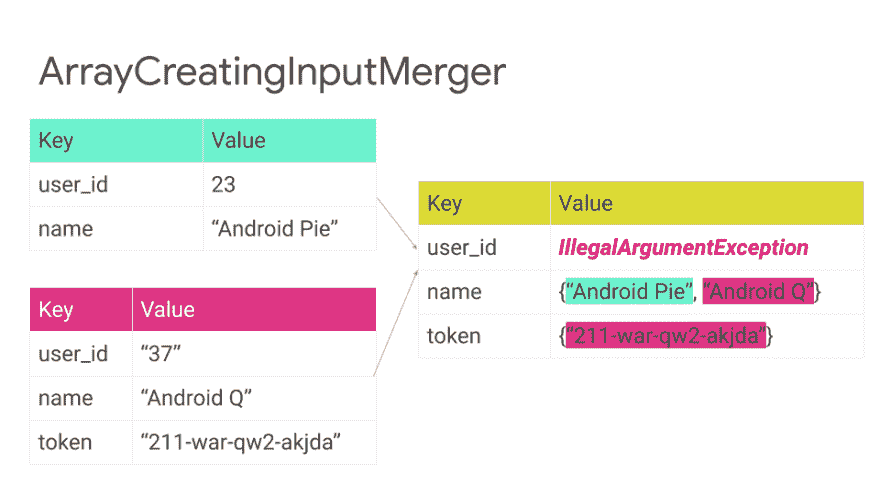 ArrayCreatingInputMerger
Key Value
user_id 23
name “Android Pie”
Key Value
user_id “37”
name “Android Q”
token “211-war-qw2-akjda”
Key Value
user_id IllegalArgumentException
name {“Android Pie”, “Android Q”}
token {“211-war-qw2-akjda”}